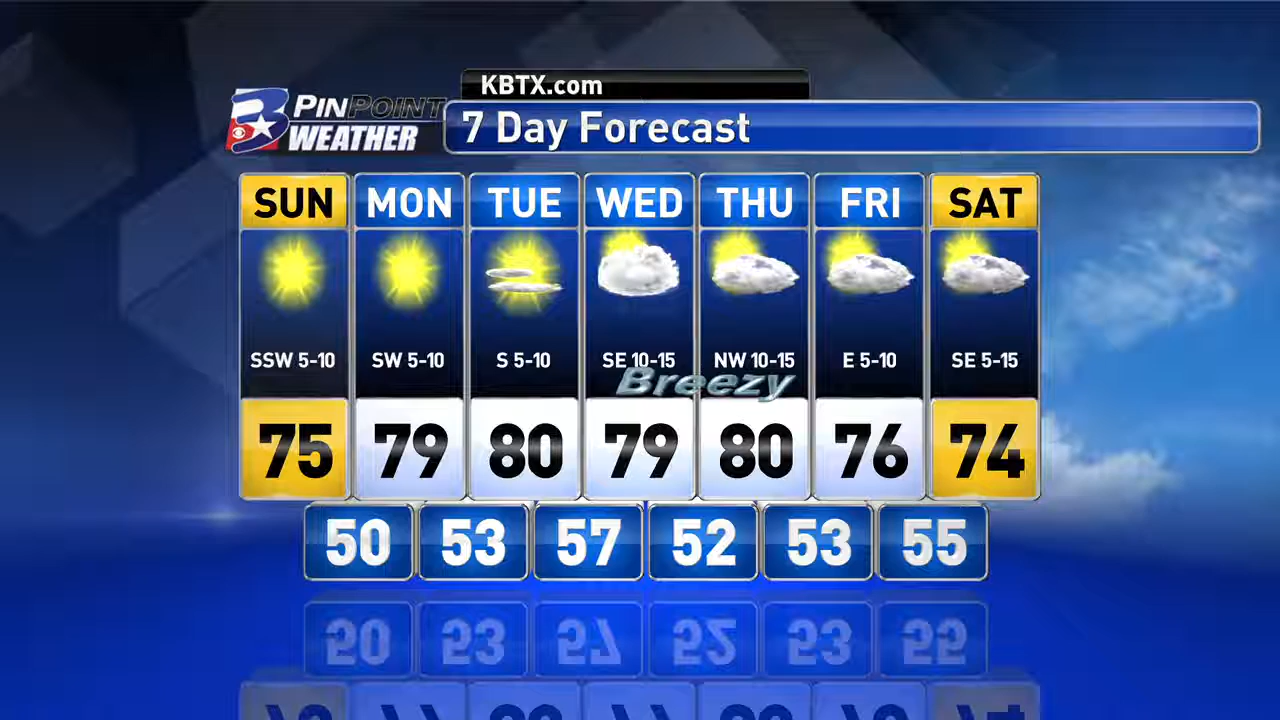 KBTX.com
PINPOINT
WEATHER
7 Day Forecast
SUN MON TUE WED THU FRI SAT
SSW 5-10 SW 5-10 S 5-10 SE 10-15 NW 10-15 E 5-10 SE 5-15
Breezy
75 79 80 79 80 76 74
50 53 57 52 53 55